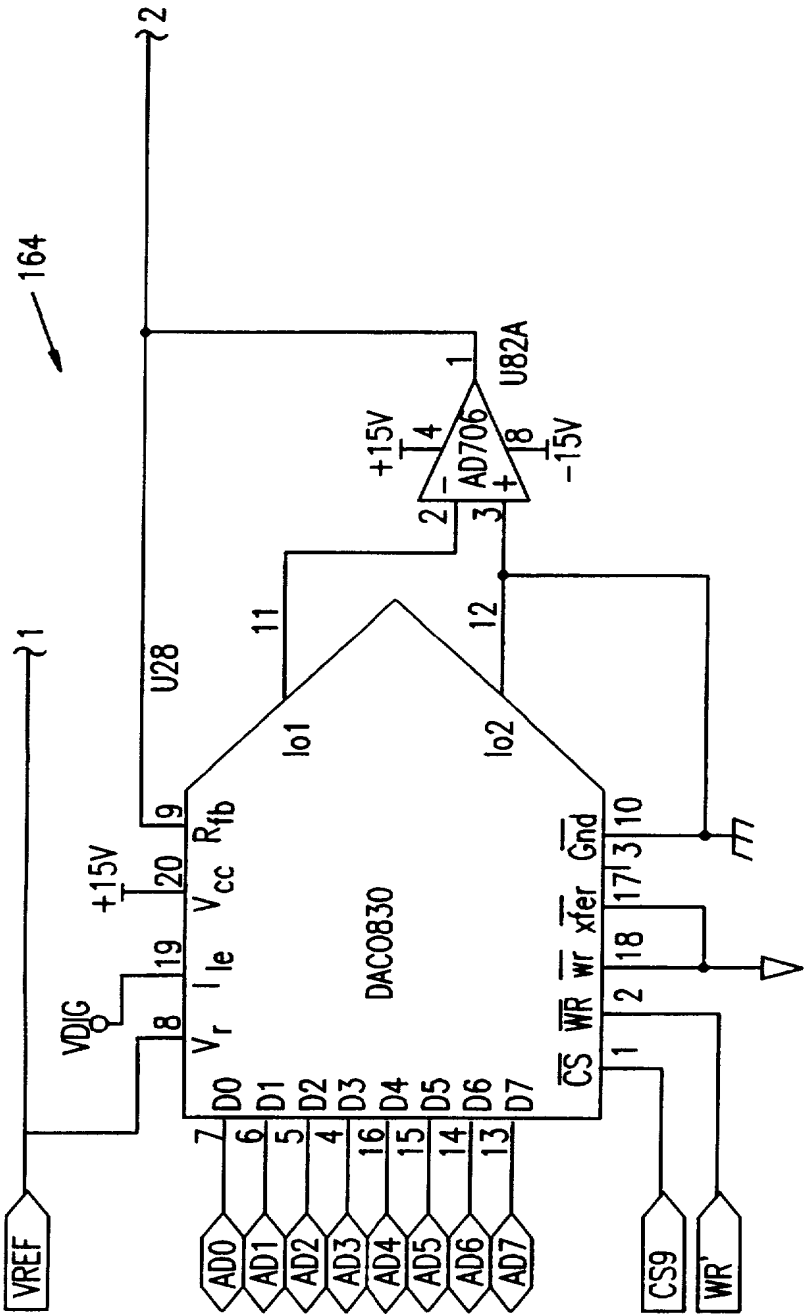 164
VREF
1
2
U28
VDIG
+15V
8
19
20
9
Vr
Ile
Vcc
Rfb
AD0
7
D0
AD1
6
D1
AD2
5
D2
AD3
4
D3
AD4
16
D4
AD5
15
D5
AD6
14
D6
AD7
13
D7
DAC0830
Io1
11
Io2
12
+15V
4
2
−
AD706
1
3
+
8
-15V
U82A
CS
WR
wr
xfer
Gnd
1
2
18
17
3
10
CS9
WR'